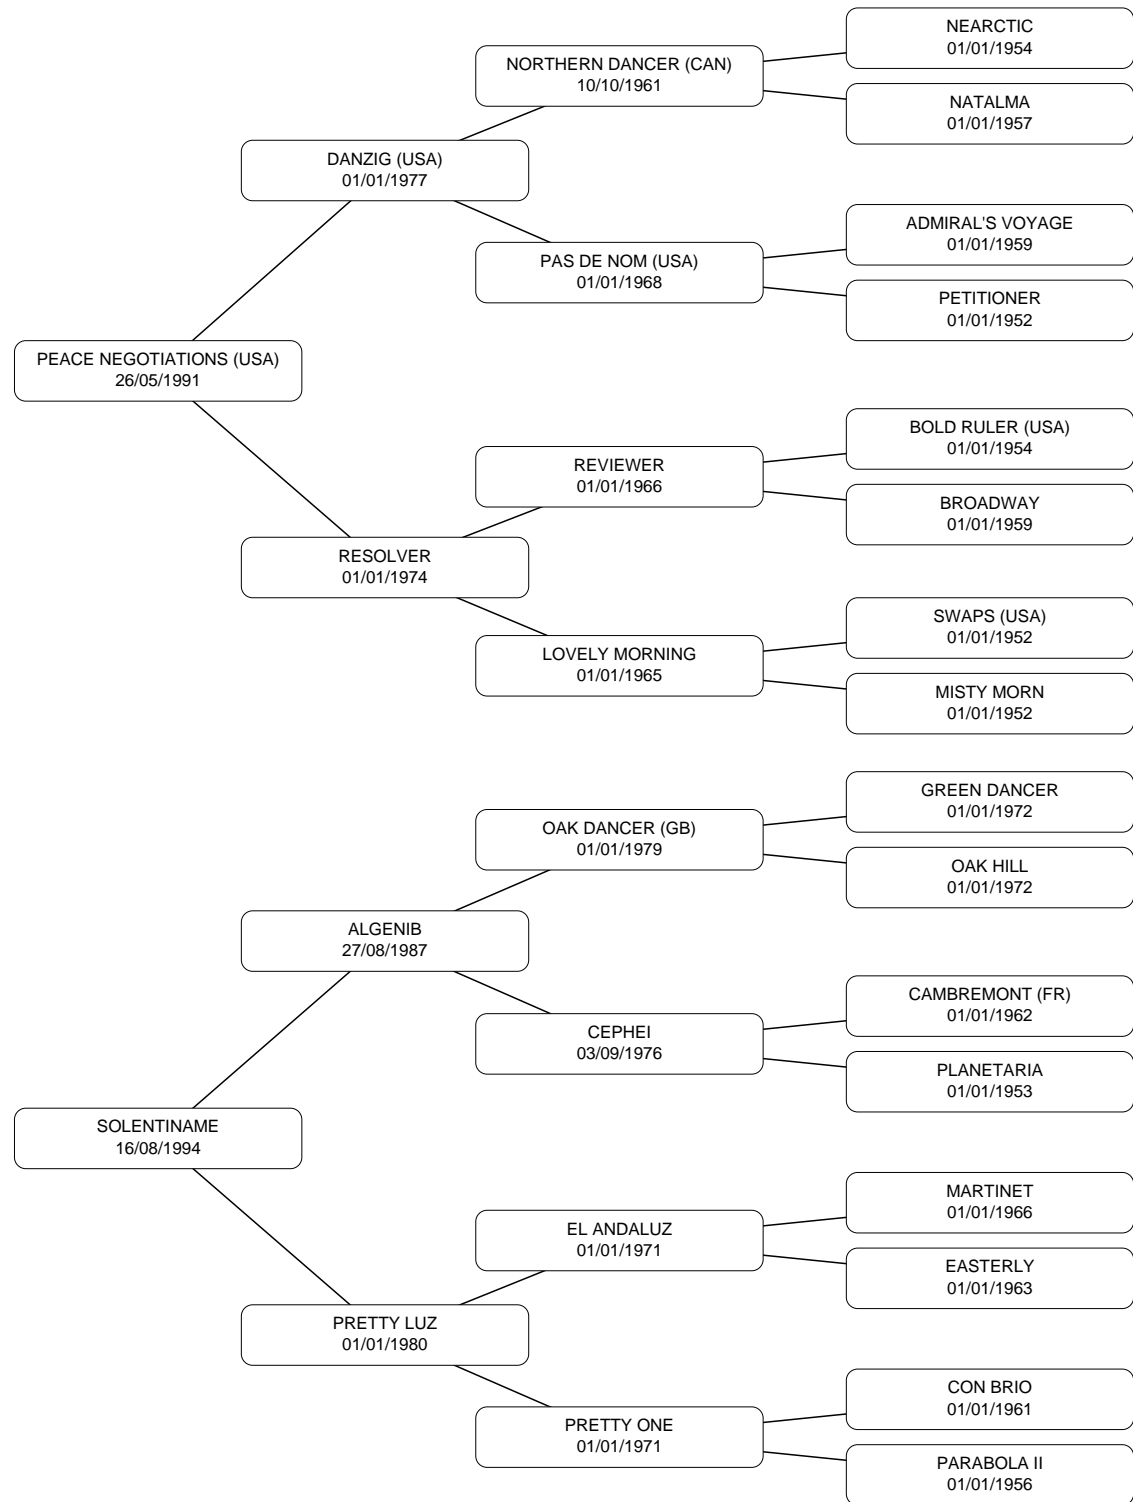 NEARCTIC
01/01/1954
NORTHERN DANCER (CAN)
10/10/1961
NATALMA
01/01/1957
DANZIG (USA)
01/01/1977
ADMIRAL'S VOYAGE
01/01/1959
PAS DE NOM (USA)
01/01/1968
PETITIONER
01/01/1952
PEACE NEGOTIATIONS (USA)
26/05/1991
BOLD RULER (USA)
01/01/1954
REVIEWER
01/01/1966
BROADWAY
01/01/1959
RESOLVER
01/01/1974
SWAPS (USA)
01/01/1952
LOVELY MORNING
01/01/1965
MISTY MORN
01/01/1952
GREEN DANCER
01/01/1972
OAK DANCER (GB)
01/01/1979
OAK HILL
01/01/1972
ALGENIB
27/08/1987
CAMBREMONT (FR)
01/01/1962
CEPHEI
03/09/1976
PLANETARIA
01/01/1953
SOLENTINAME
16/08/1994
MARTINET
01/01/1966
EL ANDALUZ
01/01/1971
EASTERLY
01/01/1963
PRETTY LUZ
01/01/1980
CON BRIO
01/01/1961
PRETTY ONE
01/01/1971
PARABOLA II
01/01/1956